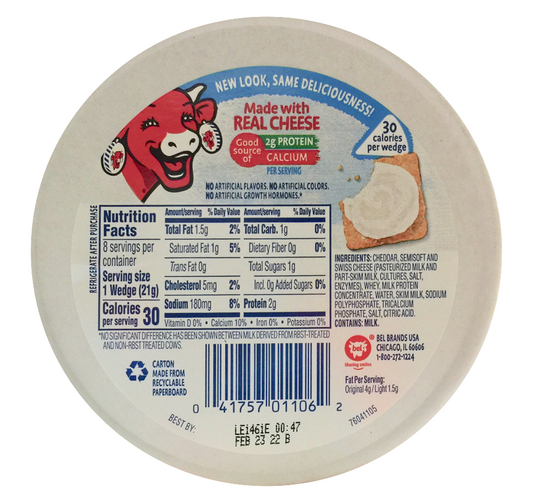 NEW LOOK, SAME DELICIOUSNESS!
Made with
REAL CHEESE
Good source of
2g PROTEIN
CALCIUM
PER SERVING
30
calories
per wedge
NO ARTIFICIAL FLAVORS. NO ARTIFICIAL COLORS.
NO ARTIFICIAL GROWTH HORMONES.*
REFRIGERATE AFTER PURCHASE
Nutrition
Facts
8 servings per
container
Serving size
1 Wedge (21g)
Calories
per serving 30
Amount/serving % Daily Value
Total Fat 1.5g 2%
Saturated Fat 1g 5%
Trans Fat 0g
Cholesterol 5mg 2%
Sodium 180mg 8%
Amount/serving % Daily Value
Total Carb. 1g 0%
Dietary Fiber 0g 0%
Total Sugars 1g
Incl. 0g Added Sugars 0%
Protein 2g
Vitamin D 0% • Calcium 10% • Iron 0% • Potassium 0%
*NO SIGNIFICANT DIFFERENCE HAS BEEN SHOWN BETWEEN MILK DERIVED FROM RBST-TREATED
AND NON-RBST TREATED COWS.
INGREDIENTS: CHEDDAR, SEMISOFT AND
SWISS CHEESE (PASTEURIZED MILK AND
PART-SKIM MILK, CULTURES, SALT,
ENZYMES), WHEY, MILK PROTEIN
CONCENTRATE, WATER, SKIM MILK, SODIUM
POLYPHOSPHATE, TRICALCIUM
PHOSPHATE, SALT, CITRIC ACID.
CONTAINS: MILK.
bel
Sharing smiles
BEL BRANDS USA
CHICAGO, IL 60606
1-800-272-1224
CARTON
MADE FROM
RECYCLABLE
PAPERBOARD
Fat Per Serving:
Original 4g / Light 1.5g
0 41757 01106 2
76041105
BEST BY:
LE1461E 00:47
FEB 23 22 B